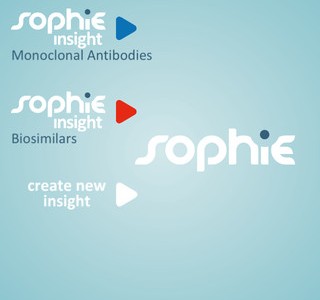 sophie
insight
Monoclonal Antibodies
sophie
insight
Biosimilars
sophie
create new
insight